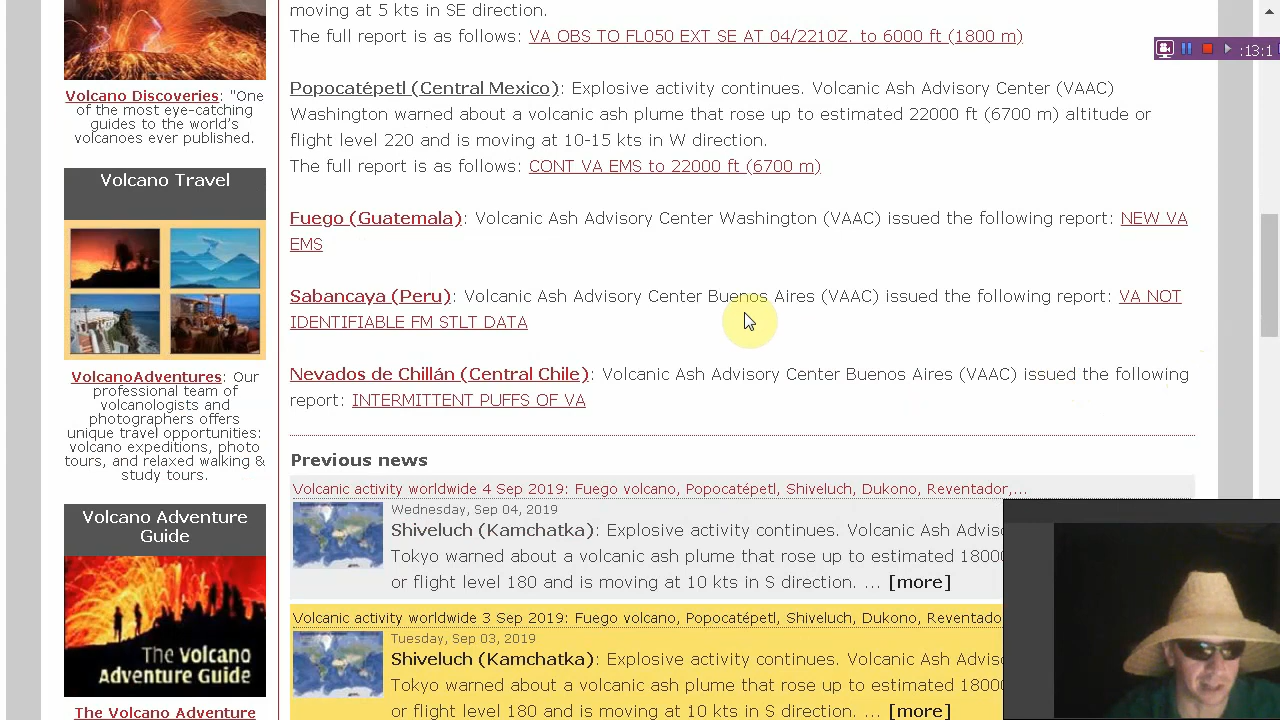 moving at 5 kts in SE direction.
The full report is as follows: VA OBS TO FL050 EXT SE AT 04/2210Z. to 6000 ft (1800 m)
:13:1
Popocatépetl (Central Mexico): Explosive activity continues. Volcanic Ash Advisory Center (VAAC)
Washington warned about a volcanic ash plume that rose up to estimated 22000 ft (6700 m) altitude or
flight level 220 and is moving at 10-15 kts in W direction.
The full report is as follows: CONT VA EMS to 22000 ft (6700 m)
Fuego (Guatemala): Volcanic Ash Advisory Center Washington (VAAC) issued the following report: NEW VA
EMS
Sabancaya (Peru): Volcanic Ash Advisory Center Buenos Aires (VAAC) issued the following report: VA NOT
IDENTIFIABLE FM STLT DATA
Nevados de Chillán (Central Chile): Volcanic Ash Advisory Center Buenos Aires (VAAC) issued the following
report: INTERMITTENT PUFFS OF VA
Previous news
Volcanic activity worldwide 4 Sep 2019: Fuego volcano, Popocatépetl, Shiveluch, Dukono, Reventador,...
Wednesday, Sep 04, 2019
Shiveluch (Kamchatka): Explosive activity continues. Volcanic Ash Adviso
Tokyo warned about a volcanic ash plume that rose up to estimated 18000
or flight level 180 and is moving at 10 kts in S direction. ... [more]
Volcanic activity worldwide 3 Sep 2019: Fuego volcano, Popocatépetl, Shiveluch, Dukono, Reventado
Tuesday, Sep 03, 2019
Shiveluch (Kamchatka): Explosive activity continues. Volcanic Ash Adviso
Tokyo warned about a volcanic ash plume that rose up to estimated 18000
or flight level 180 and is moving at 10 kts in S direction. ... [more]
Volcano Discoveries: "One
of the most eye-catching
guides to the world's
volcanoes ever published.
Volcano Travel
VolcanoAdventures: Our
professional team of
volcanologists and
photographers offers
unique travel opportunities:
volcano expeditions, photo
tours, and relaxed walking &
study tours.
Volcano Adventure
Guide
The Volcano
Adventure Guide
The Volcano Adventure